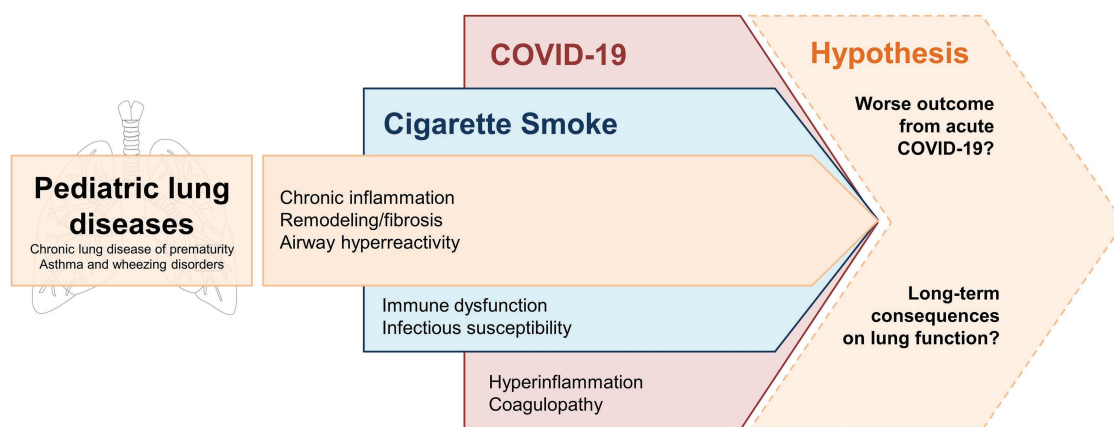 COVID-19
Hypothesis
Cigarette Smoke
Worse outcome
from acute
COVID-19?
Pediatric lung
diseases
Chronic lung disease of prematurity
Asthma and wheezing disorders
Chronic inflammation
Remodeling/fibrosis
Airway hyperreactivity
Immune dysfunction
Infectious susceptibility
Long-term
consequences
on lung function?
Hyperinflammation
Coagulopathy